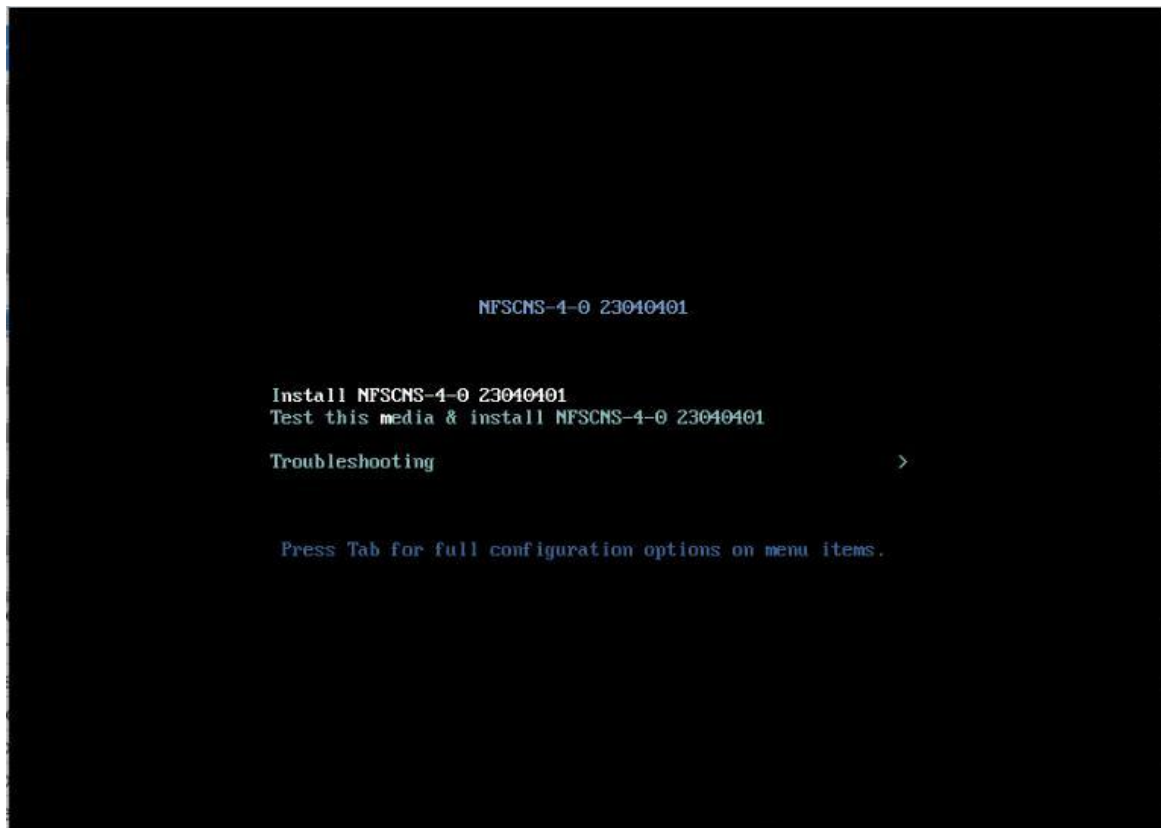 NFSCNS-4-0 23040401
Install NFSCNS-4-0 23040401
Test this media & install NFSCNS-4-0 23040401
Troubleshooting >
Press Tab for full configuration options on menu items.